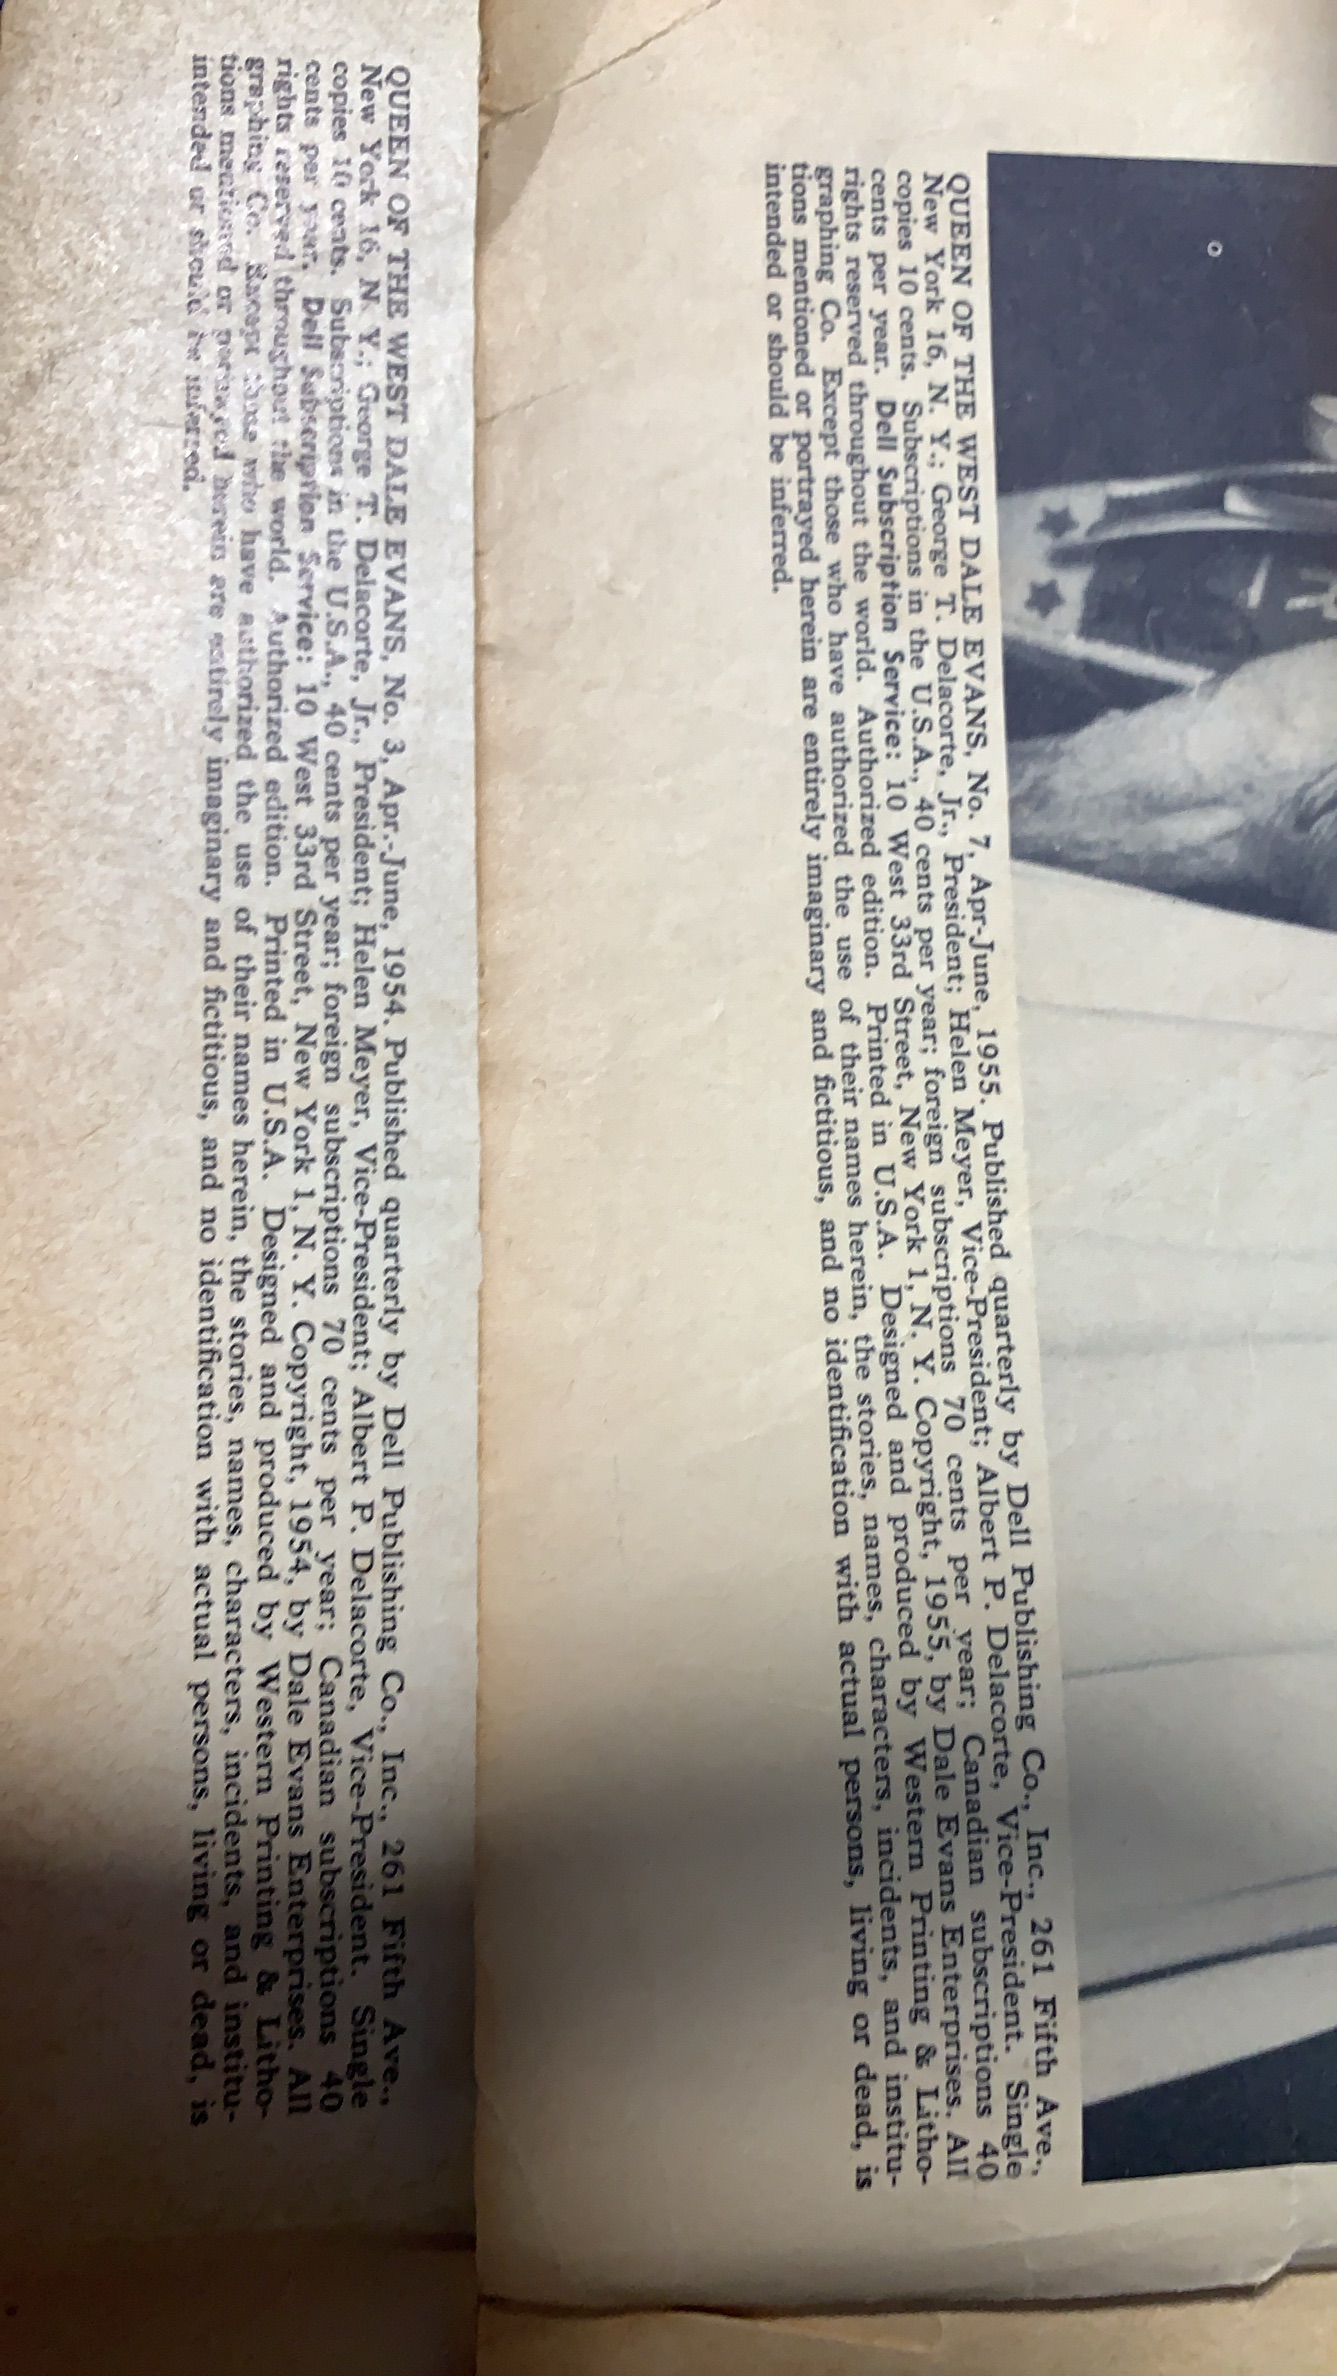 QUEEN OF THE WEST DALE EVANS, No. 7, Apr-June, 1955. Published quarterly by Dell Publishing Co., Inc., 261 Fifth Ave.,
New York 16, N. Y.; George T. Delacorte, Jr., President; Helen Meyer, Vice-President; Albert P. Delacorte, Vice-President. Single
copies 10 cents. Subscriptions in the U.S.A., 40 cents per year; foreign subscriptions 70 cents per year; Canadian subscriptions 40
cents per year. Dell Subscription Service: 10 West 33rd Street, New York 1, N. Y. Copyright, 1955, by Dale Evans Enterprises. All
rights reserved throughout the world. Authorized edition. Printed in U.S.A. Designed and produced by Western Printing & Litho-
graphing Co. Except those who have authorized the use of their names herein, the stories, names, characters, incidents, and institu-
tions mentioned or portrayed herein are entirely imaginary and fictitious, and no identification with actual persons, living or dead, is
intended or should be inferred.
QUEEN OF THE WEST DALE EVANS, No. 3, Apr.-June, 1954. Published quarterly by Dell Publishing Co., Inc., 261 Fifth Ave.,
New York 16, N. Y.; George T. Delacorte, Jr., President; Helen Meyer, Vice-President; Albert P. Delacorte, Vice-President. Single
copies 10 cents. Subscriptions in the U.S.A., 40 cents per year; foreign subscriptions 70 cents per year; Canadian subscriptions 40
cents per year. Dell Subscription Service: 10 West 33rd Street, New York 1, N. Y. Copyright, 1954, by Dale Evans Enterprises. All
rights reserved throughout the world. Authorized edition. Printed in U.S.A. Designed and produced by Western Printing & Litho-
graphing Co. Except those who have authorized the use of their names herein, the stories, names, characters, incidents, and institu-
tions mentioned or portrayed herein are entirely imaginary and fictitious, and no identification with actual persons, living or dead, is
intended or should be inferred.